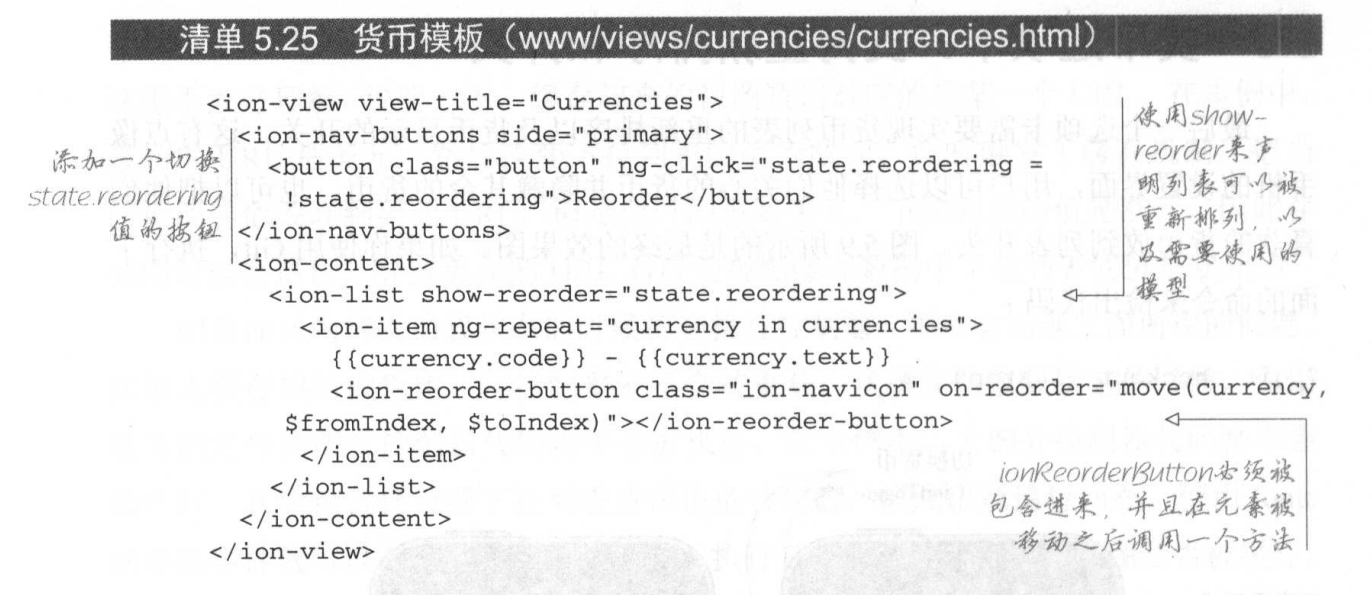 清单 5.25 货币模板（www/views/currencies/currencies.html）
<ion-view view-title="Currencies">
<ion-nav-buttons side="primary">
<button class="button" ng-click="state.reordering =
!state.reordering">Reorder</button>
</ion-nav-buttons>
<ion-content>
<ion-list show-reorder="state.reordering">
<ion-item ng-repeat="currency in currencies">
{{currency.code}} - {{currency.text}}
<ion-reorder-button class="ion-navicon" on-reorder="move(currency,
$fromIndex, $toIndex)"></ion-reorder-button>
</ion-item>
</ion-list>
</ion-content>
</ion-view>
添加一个切换
state.reordering
值的按钮
使用show-
reorder来声
明列表可以被
重新排列，以
及需要使用的
模型
ionReorderButton必须被
包含进来，并且在元素被
移动之后调用一个方法